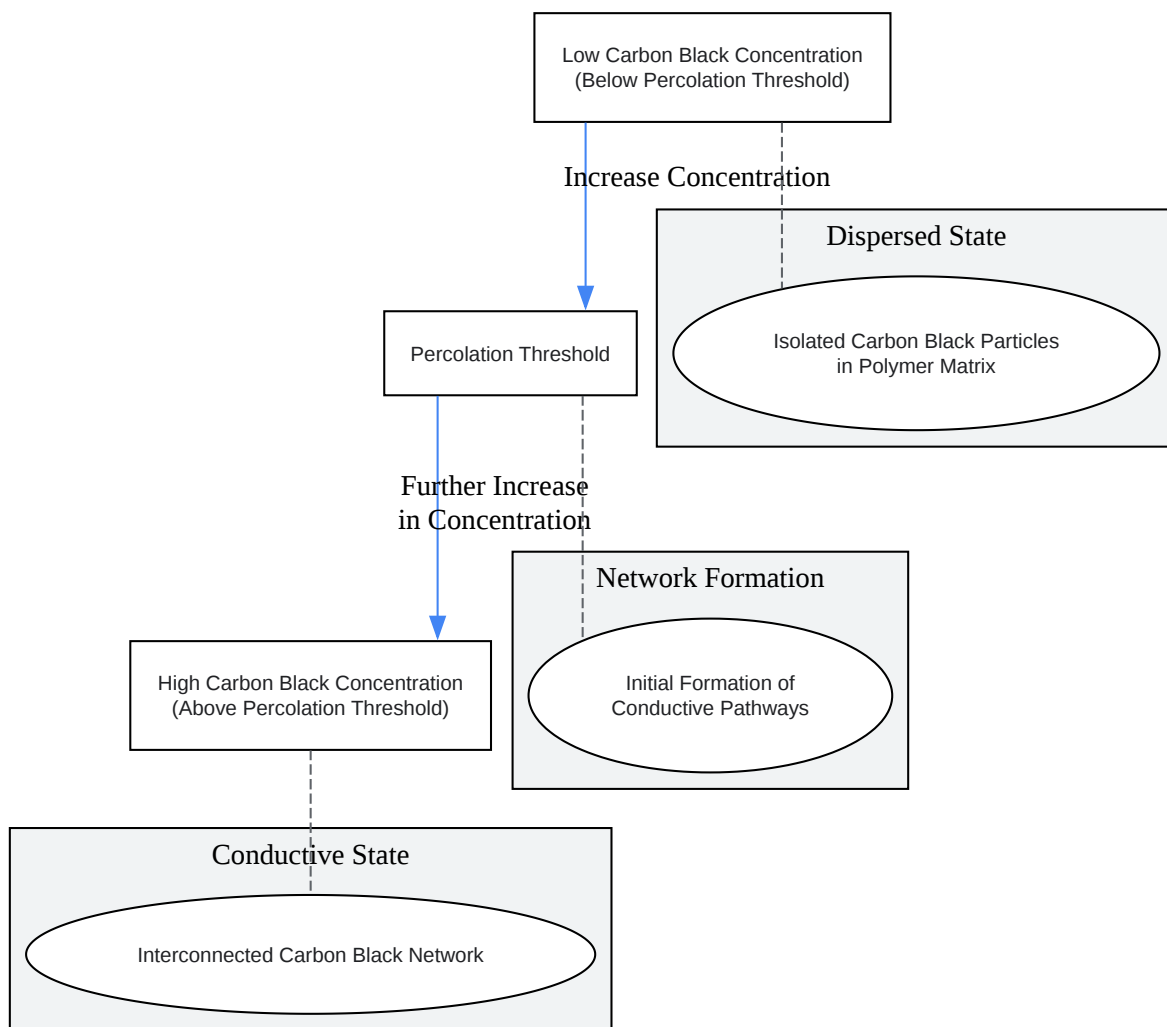 Low Carbon Black Concentration
(Below Percolation Threshold)
Increase Concentration
Dispersed State
Isolated Carbon Black Particles
in Polymer Matrix
Percolation Threshold
Further Increase
in Concentration
Network Formation
Initial Formation of
Conductive Pathways
High Carbon Black Concentration
(Above Percolation Threshold)
Conductive State
Interconnected Carbon Black Network